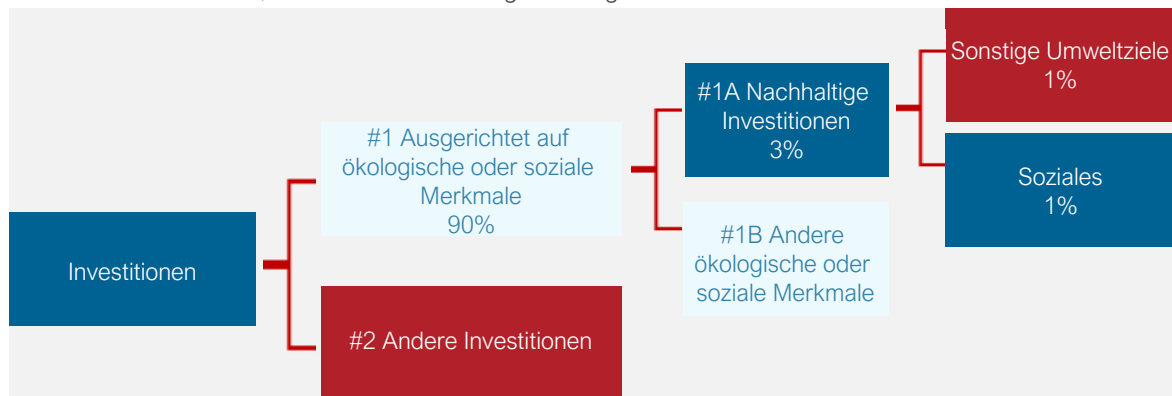 Investitionen
#1 Ausgerichtet auf
ökologische oder soziale
Merkmale
90%
#2 Andere Investitionen
#1A Nachhaltige
Investitionen
3%
#1B Andere
ökologische oder
soziale Merkmale
Sonstige Umweltziele
1%
Soziales
1%